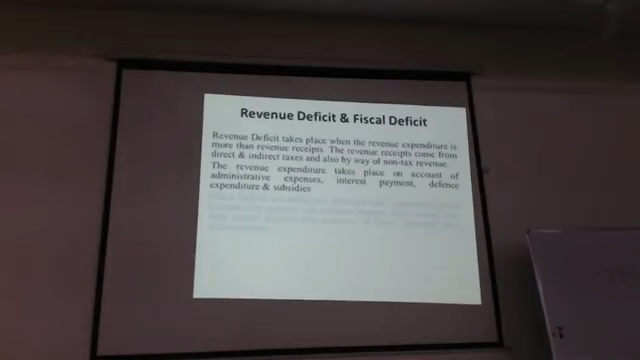 Revenue Deficit & Fiscal Deficit
Revenue Deficit takes place when the revenue expenditure is
more than revenue receipts. The revenue receipts come from
direct & indirect taxes and also by way of non-tax revenue.
The revenue expenditure takes place on account of
administrative expenses, interest payment, defence
expenditure & subsidies